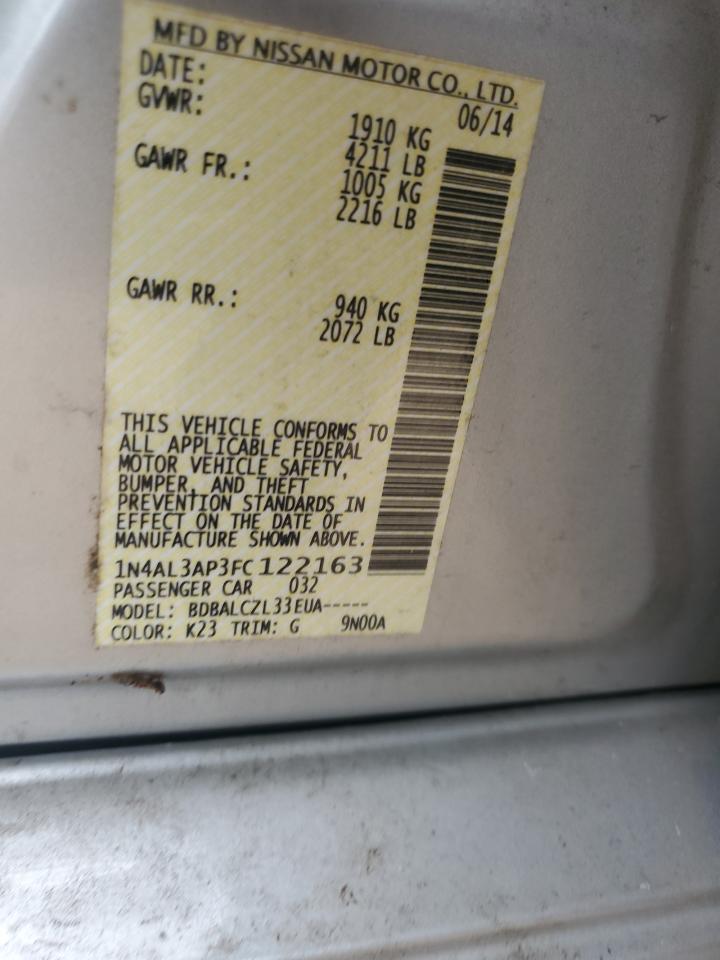 MFD BY NISSAN MOTOR CO., LTD.
DATE: 06/14
GVWR: 1910 KG
4211 LB
GAWR FR.: 1005 KG
2216 LB
GAWR RR.: 940 KG
2072 LB
THIS VEHICLE CONFORMS TO
ALL APPLICABLE FEDERAL
MOTOR VEHICLE SAFETY,
BUMPER, AND THEFT
PREVENTION STANDARDS IN
EFFECT ON THE DATE OF
MANUFACTURE SHOWN ABOVE.
1N4AL3AP3FC122163
PASSENGER CAR 032
MODEL: BDBALCZL33EUA-----
COLOR: K23 TRIM: G 9N00A